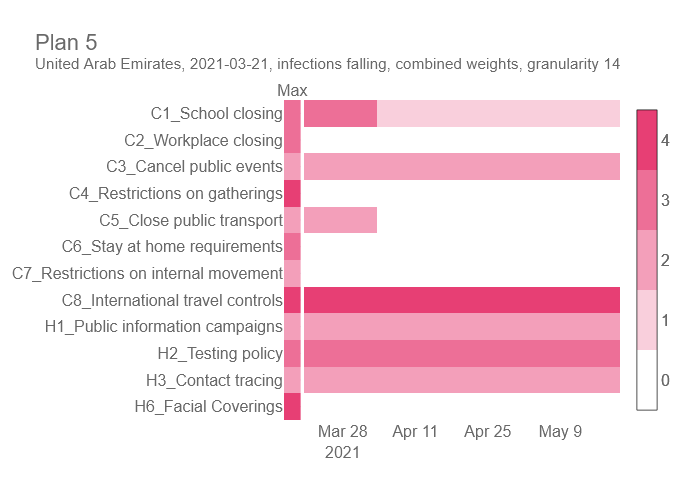 Plan 5
United Arab Emirates, 2021-03-21, infections falling, combined weights, granularity 14
Max
C1_School closing
C2_Workplace closing
C3_Cancel public events
C4_Restrictions on gatherings
C5_Close public transport
C6_Stay at home requirements
C7_Restrictions on internal movement
C8_International travel controls
H1_Public information campaigns
H2_Testing policy
H3_Contact tracing
H6_Facial Coverings
Mar 28 Apr 11 Apr 25 May 9
2021
4
3
2
1
0